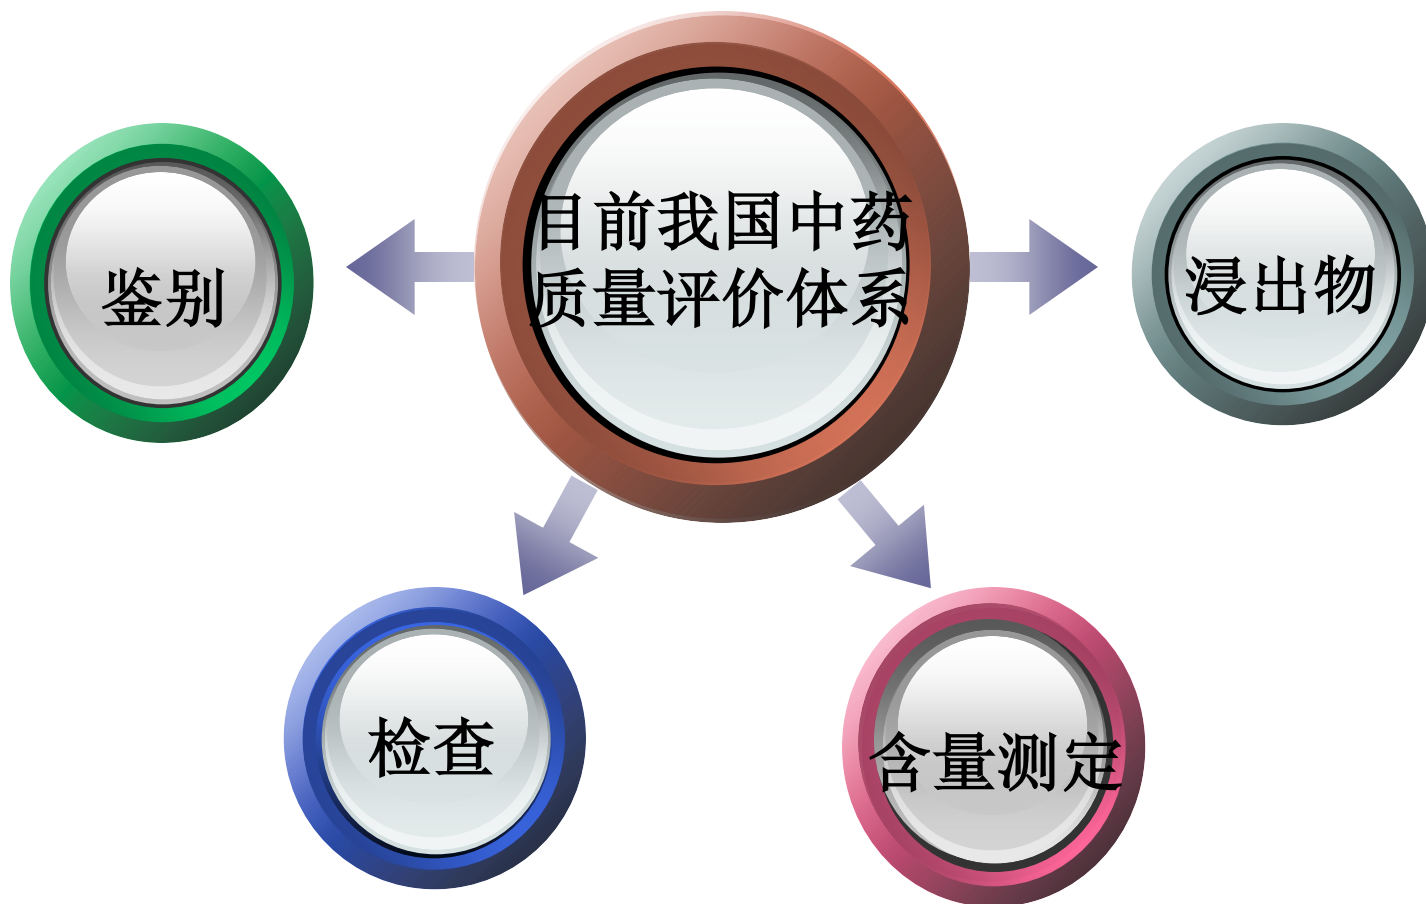 目前我国中药
质量评价体系
鉴别
浸出物
检查
含量测定